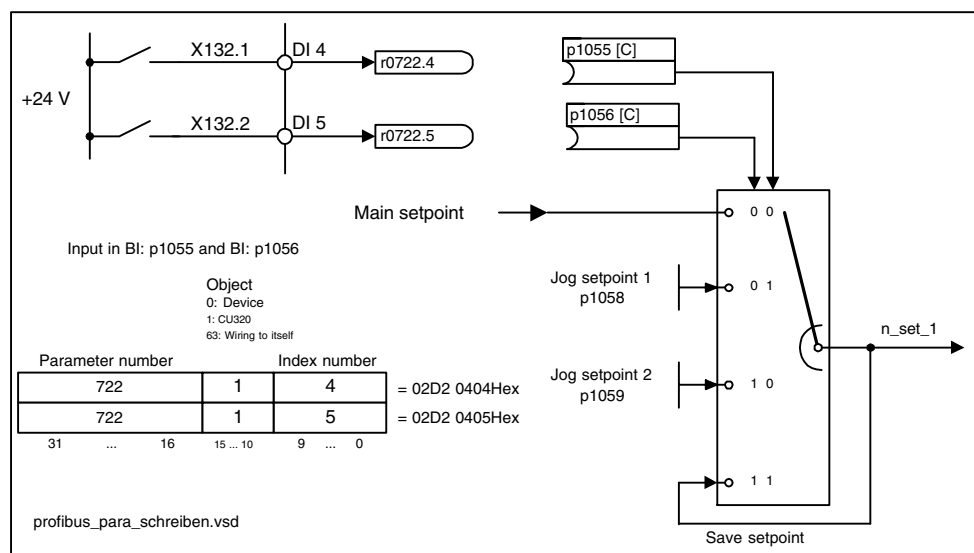 +24 V
X132.1
DI 4
r0722.4
X132.2
DI 5
r0722.5
p1055 [C]
p1056 [C]
Main setpoint
0 0
Jog setpoint 1
p1058
0 1
n_set_1
Jog setpoint 2
p1059
1 0
1 1
Save setpoint
Input in BI: p1055 and BI: p1056
Object
0: Device
1: CU320
63: Wiring to itself
Parameter number Index number
722 1 4 = 02D2 0404Hex
722 1 5 = 02D2 0405Hex
31 ... 16 15 ... 10 9 ... 0
profibus_para_schreiben.vsd